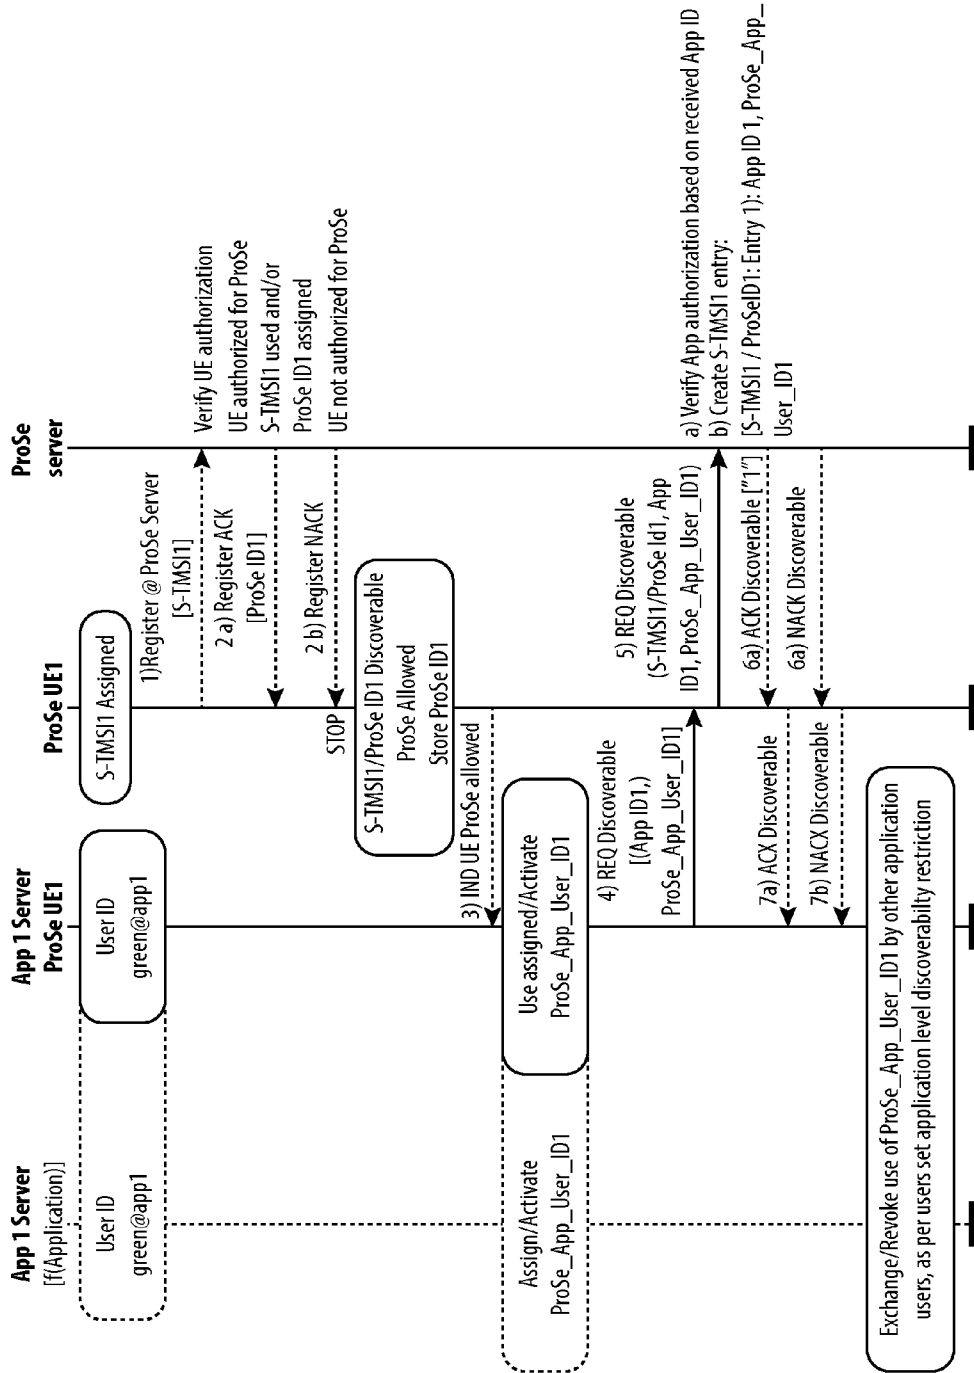 App 1 Server
[f(Application)]
App 1 Server
ProSe UE1
ProSe UE1
ProSe
server
User ID
green@app1
User ID
green@app1
S-TMSI1 Assigned
1)Register @ ProSe Server
[S-TMSI1]
Verify UE authorization
2 a) Register ACK
[ProSe ID1]
UE authorized for ProSe
S-TMSI1 used and/or
ProSe ID1 assigned
2 b) Register NACK
UE not authorized for ProSe
STOP
S-TMSI1/ProSe ID1 Discoverable
ProSe Allowed
Store ProSe ID1
3) IND UE ProSe allowed
Assign/Activate
ProSe_App_User_ID1
Use assigned/Activate
ProSe_App_User_ID1
4) REQ Discoverable
[(App ID1,)
ProSe_App_User_ID1]
5) REQ Discoverable
(S-TMSI1/ProSe Id1, App
ID1, ProSe_App_User_ID1)
a) Verify App authorization based on received App ID
b) Create S-TMSI1 entry:
[S-TMSI1 / ProSeID1: Entry 1): App ID 1, ProSe_App_
User_ID1
6a) ACK Discoverable ["1"]
7a) ACX Discoverable
6a) NACK Discoverable
7b) NACX Discoverable
Exchange/Revoke use of ProSe_App_User_ID1 by other application
users, as per users set application level discoverability restriction